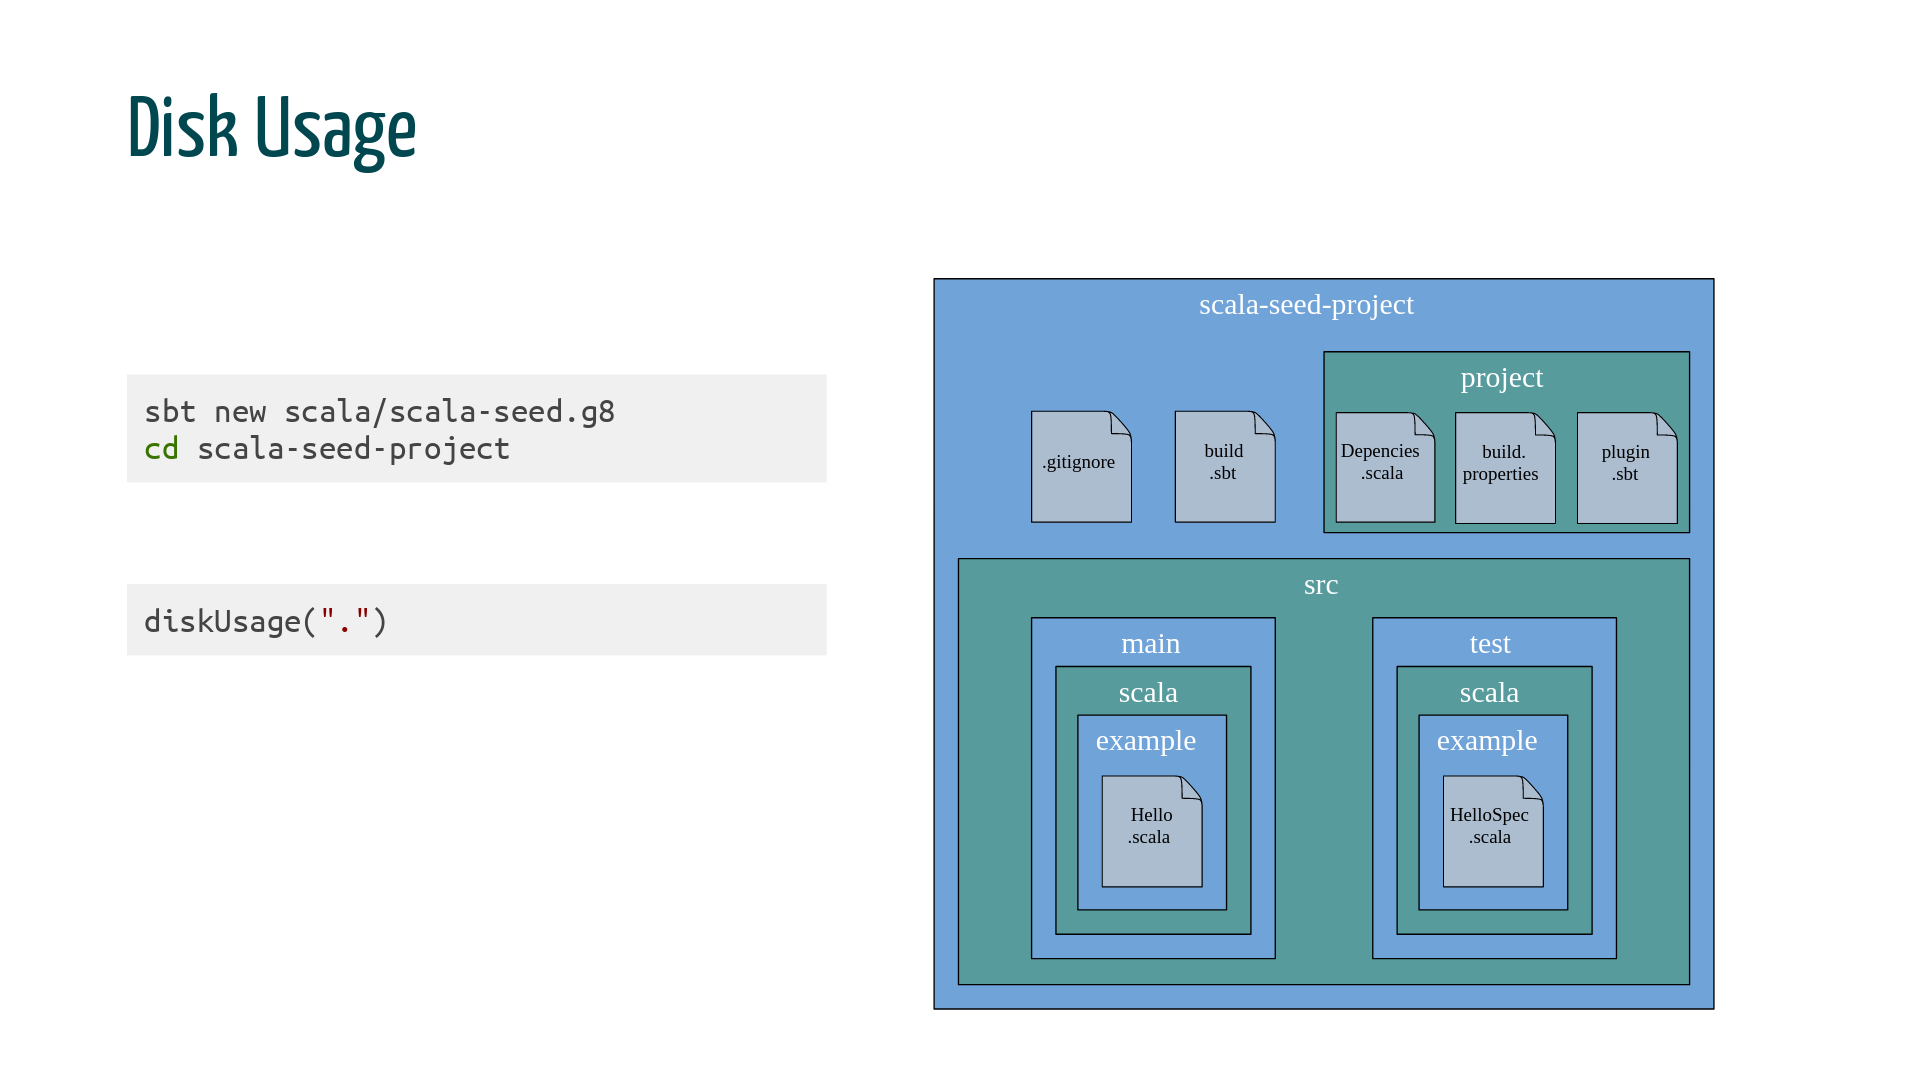 Disk Usage
sbt new scala/scala-seed.g8
cd scala-seed-project
diskUsage(".")
scala-seed-project
.gitignore
build
.sbt
project
Depencies
.scala
build.
properties
plugin
.sbt
src
main
scala
example
Hello
.scala
test
scala
example
HelloSpec
.scala